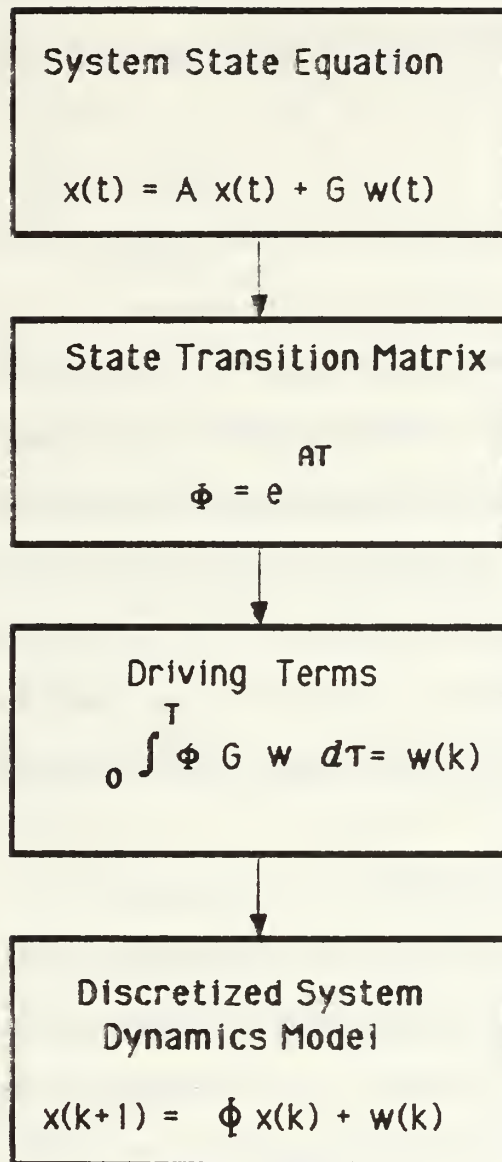 System State Equation
x(t) = A x(t) + G w(t)
State Transition Matrix
Φ = e^AT
Driving Terms
0 ∫ T Φ G w dτ = w(k)
Discretized System
Dynamics Model
x(k+1) = Φ x(k) + w(k)